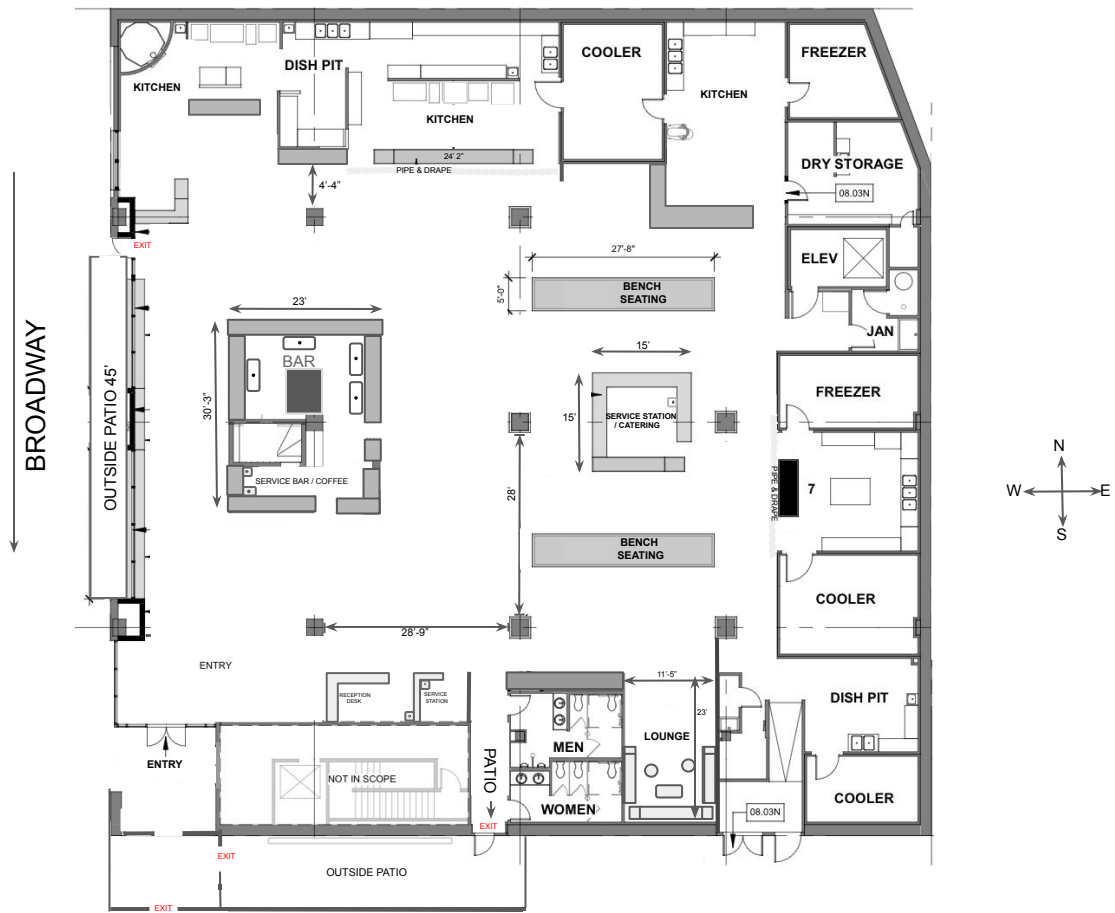 COOLER
FREEZER
DISH PIT
KITCHEN
KITCHEN
KITCHEN
24' 2"
PIPE & DRAPE
4'-4"
DRY STORAGE
08.03N
EXIT
27'-8"
BENCH
SEATING
5'-0"
ELEV
JAN
23'
BAR
30'-3"
SERVICE BAR / COFFEE
BROADWAY
OUTSIDE PATIO 45'
15'
15'
SERVICE STATION
/ CATERING
FREEZER
PIPE & DRAPE
7
N
W
E
S
28'
BENCH
SEATING
COOLER
28'-9"
ENTRY
RECEPTION
DESK
SERVICE
STATION
11'-5"
23'
LOUNGE
DISH PIT
MEN
WOMEN
PATIO
EXIT
ENTRY
NOT IN SCOPE
COOLER
08.03N
EXIT
OUTSIDE PATIO
EXIT